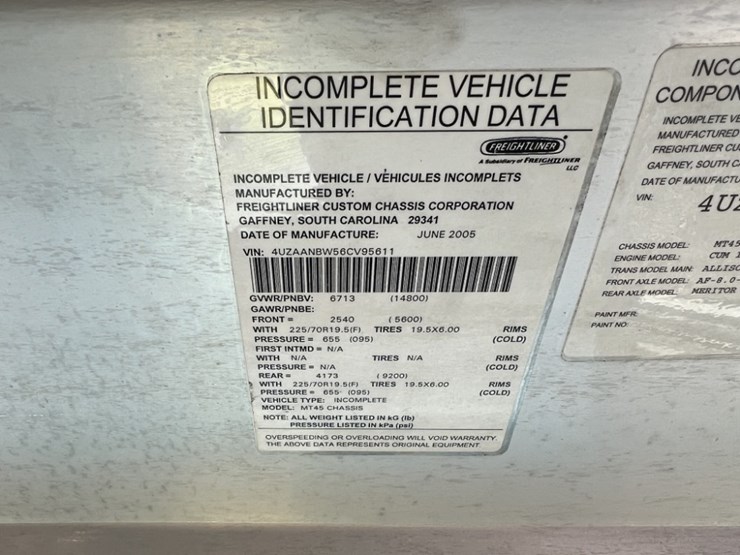 INCOMPLETE VEHICLE
IDENTIFICATION DATA
FREIGHTLINER
A Subsidiary of FREIGHTLINER
LLC
INCOMPLETE VEHICLE / VÉHICULES INCOMPLETS
MANUFACTURED BY:
FREIGHTLINER CUSTOM CHASSIS CORPORATION
GAFFNEY, SOUTH CAROLINA 29341
DATE OF MANUFACTURE: JUNE 2005
VIN: 4UZAANBW56CV95611
GVWR/PNBV: 6713 (14800)
GAWR/PNBE:
FRONT = 2540 (5600)
WITH 225/70R19.5(F) TIRES 19.5X6.00 RIMS
PRESSURE = 655 (095) (COLD)
FIRST INTMD = N/A
WITH N/A TIRES N/A RIMS
PRESSURE = N/A (COLD)
REAR = 4173 (9200)
WITH 225/70R19.5(F) TIRES 19.5X6.00 RIMS
PRESSURE = 655 (095) (COLD)
VEHICLE TYPE: INCOMPLETE
MODEL: MT45 CHASSIS
NOTE: ALL WEIGHT LISTED IN kG (lb)
PRESSURE LISTED IN kPa (psi)
OVERSPEEDING OR OVERLOADING WILL VOID WARRANTY
THE ABOVE DATA REPRESENTS ORIGINAL EQUIPMENT.
INCO
COMPON
INCOMPLETE VE
MANUFACTURED
FREIGHTLINER CU
GAFFNEY, SOUTH C
DATE OF MANUFACTU
VIN: 4UZ
CHASSIS MODEL: MT45
ENGINE MODEL: CUM
TRANS MODEL MAIN: ALLISO
FRONT AXLE MODEL: AF-8.0-
REAR AXLE MODEL: MERITOR
PAINT MFR:
PAINT NO: